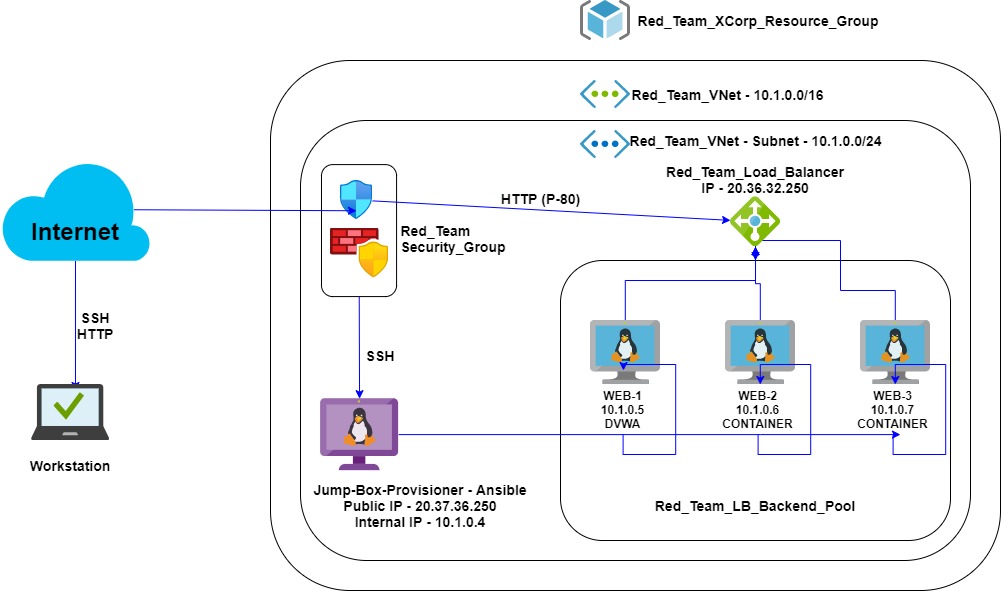 Red_Team_XCorp_Resource_Group
Red_Team_VNet - 10.1.0.0/16
Red_Team_VNet - Subnet - 10.1.0.0/24
Red_Team_Load_Balancer
IP - 20.36.32.250
HTTP (P-80)
Internet
Red_Team
Security_Group
SSH
HTTP
SSH
WEB-1
10.1.0.5
DVWA
WEB-2
10.1.0.6
CONTAINER
WEB-3
10.1.0.7
CONTAINER
Workstation
Jump-Box-Provisioner - Ansible
Public IP - 20.37.36.250
Internal IP - 10.1.0.4
Red_Team_LB_Backend_Pool